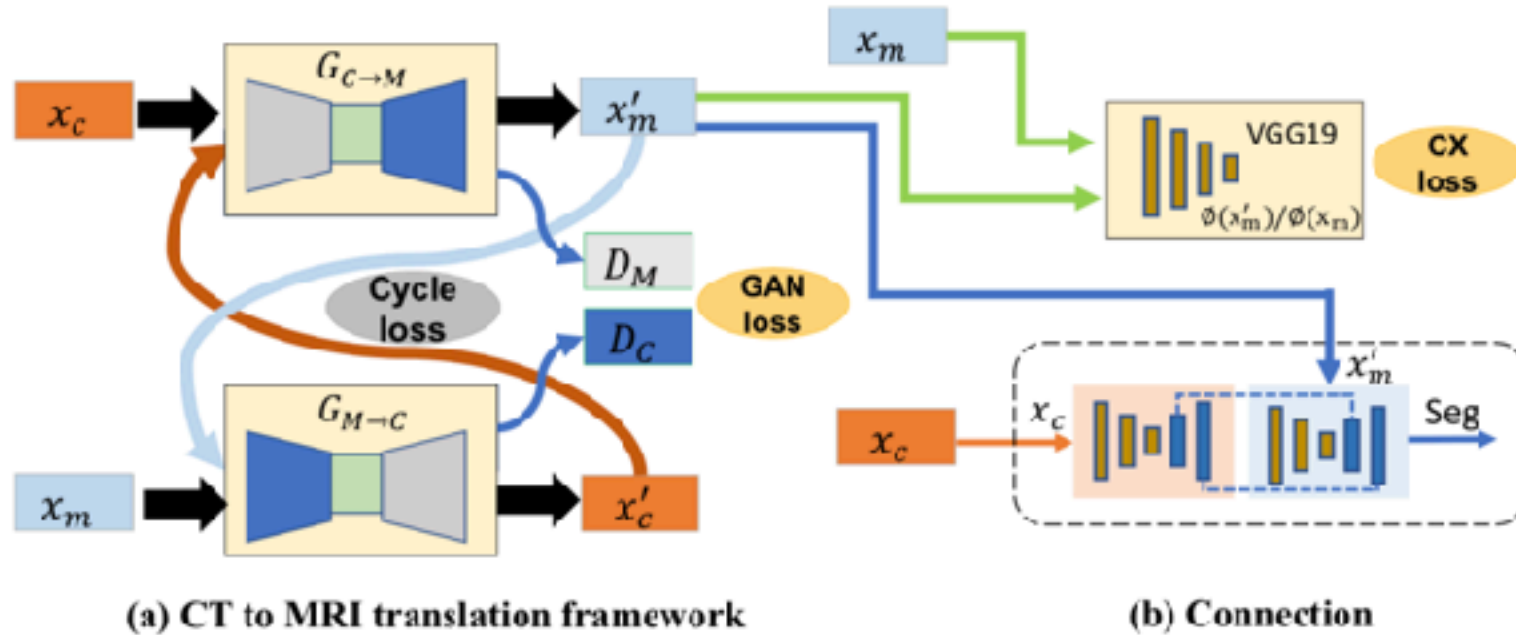 x_c
G_{C→M}
x'_m
x_m
VGG19
∅(x'_m)/∅(x_m)
CX
loss
D_M
Cycle
loss
GAN
loss
D_C
G_{M→C}
x_m
x'_c
x_c
x_c
x'_m
Seg
(a) CT to MRI translation framework
(b) Connection